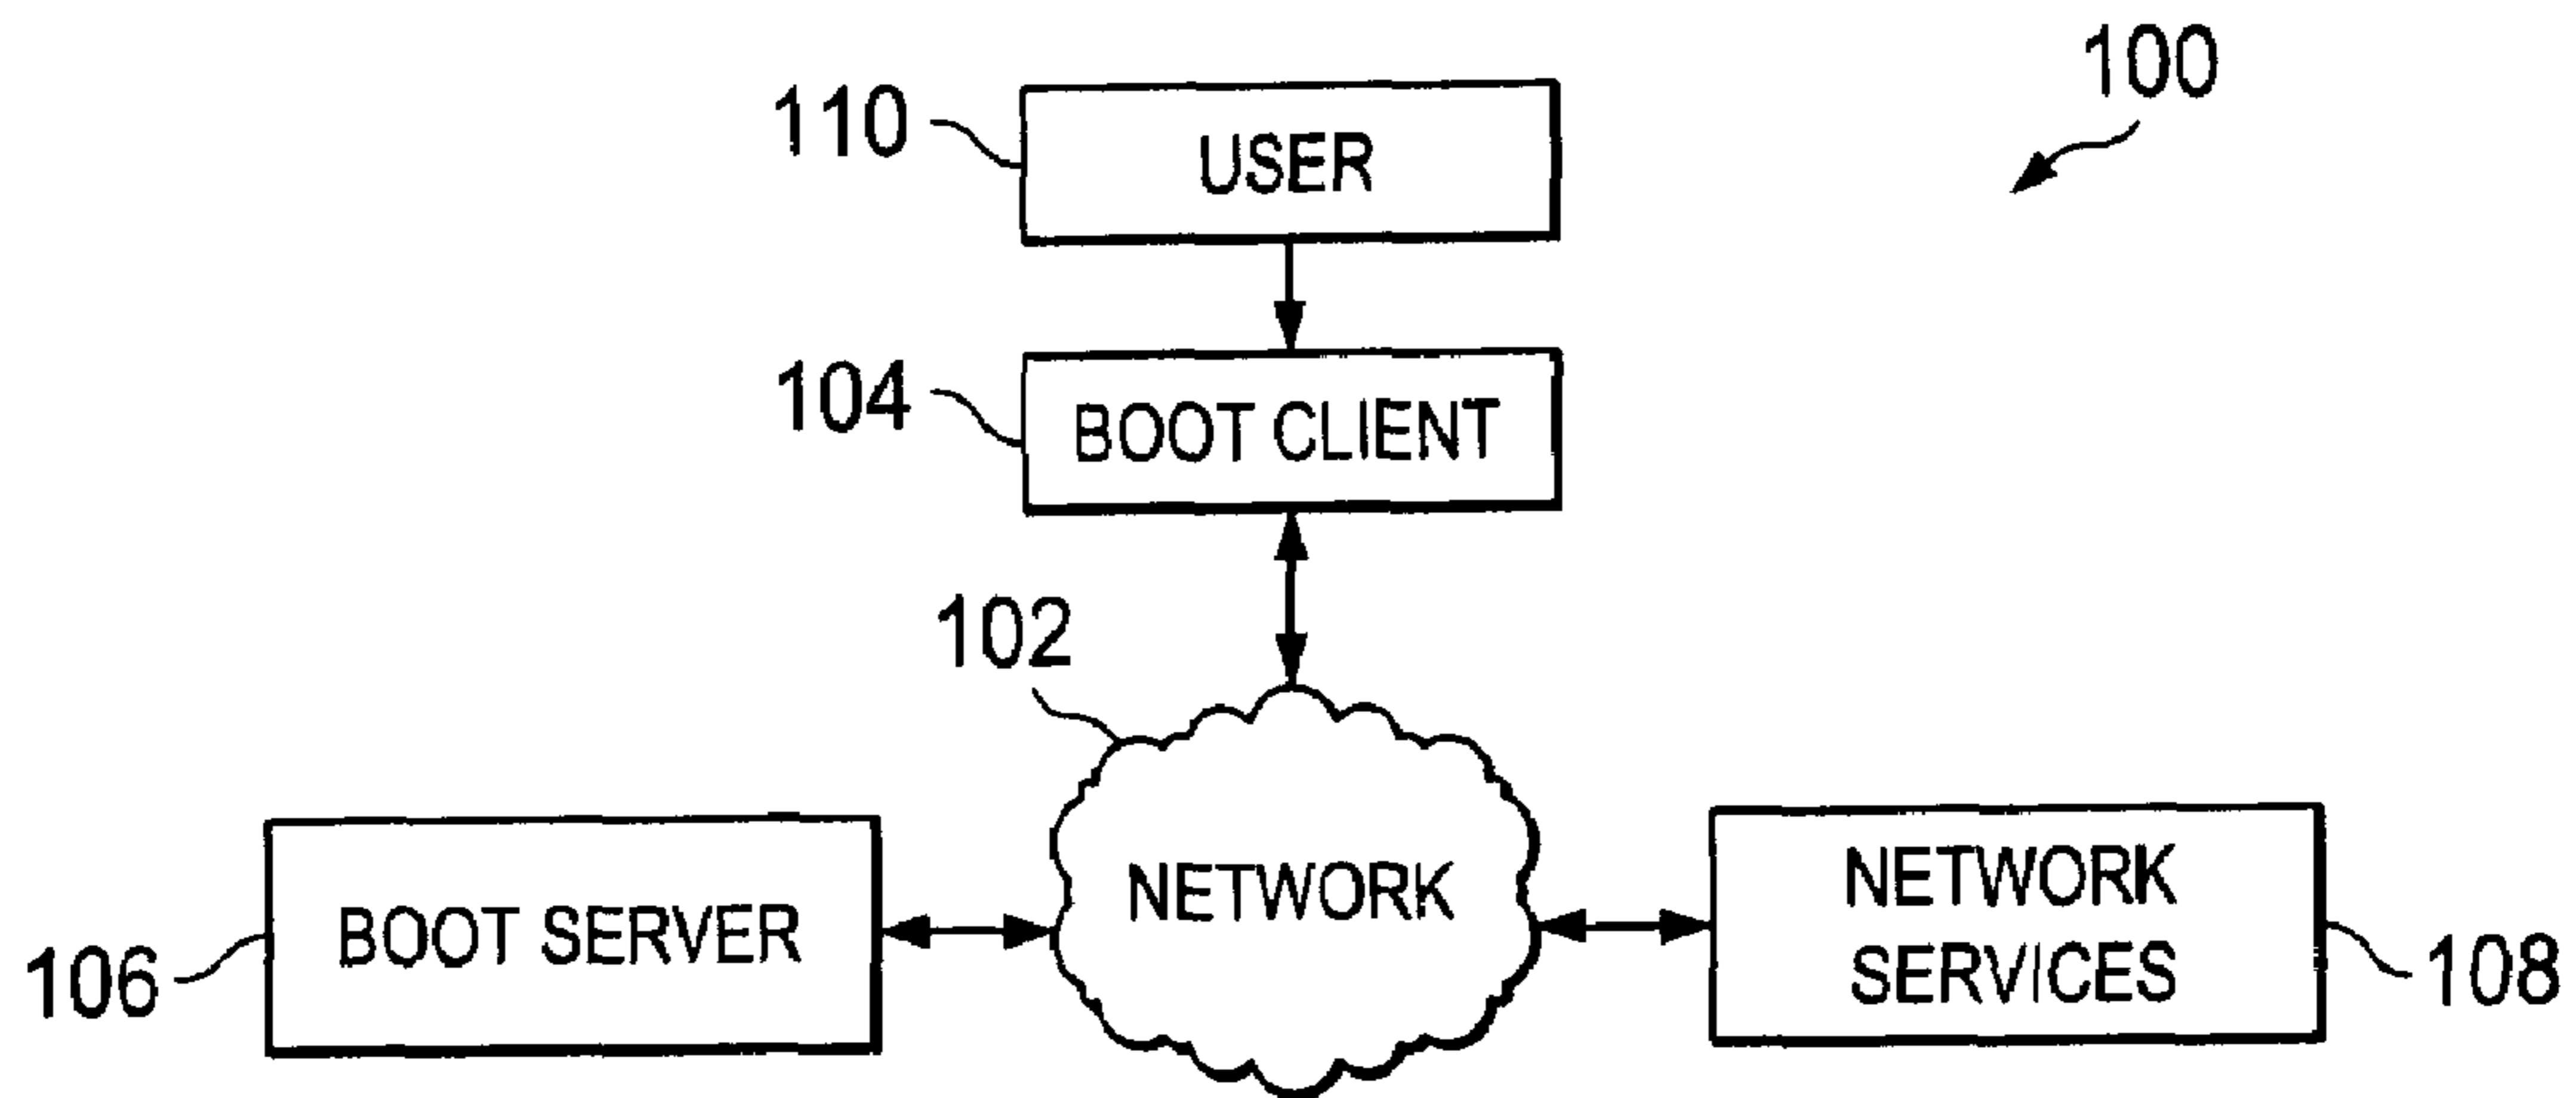 100
110
USER
104
BOOT CLIENT
102
NETWORK
106
BOOT SERVER
NETWORK
SERVICES
108